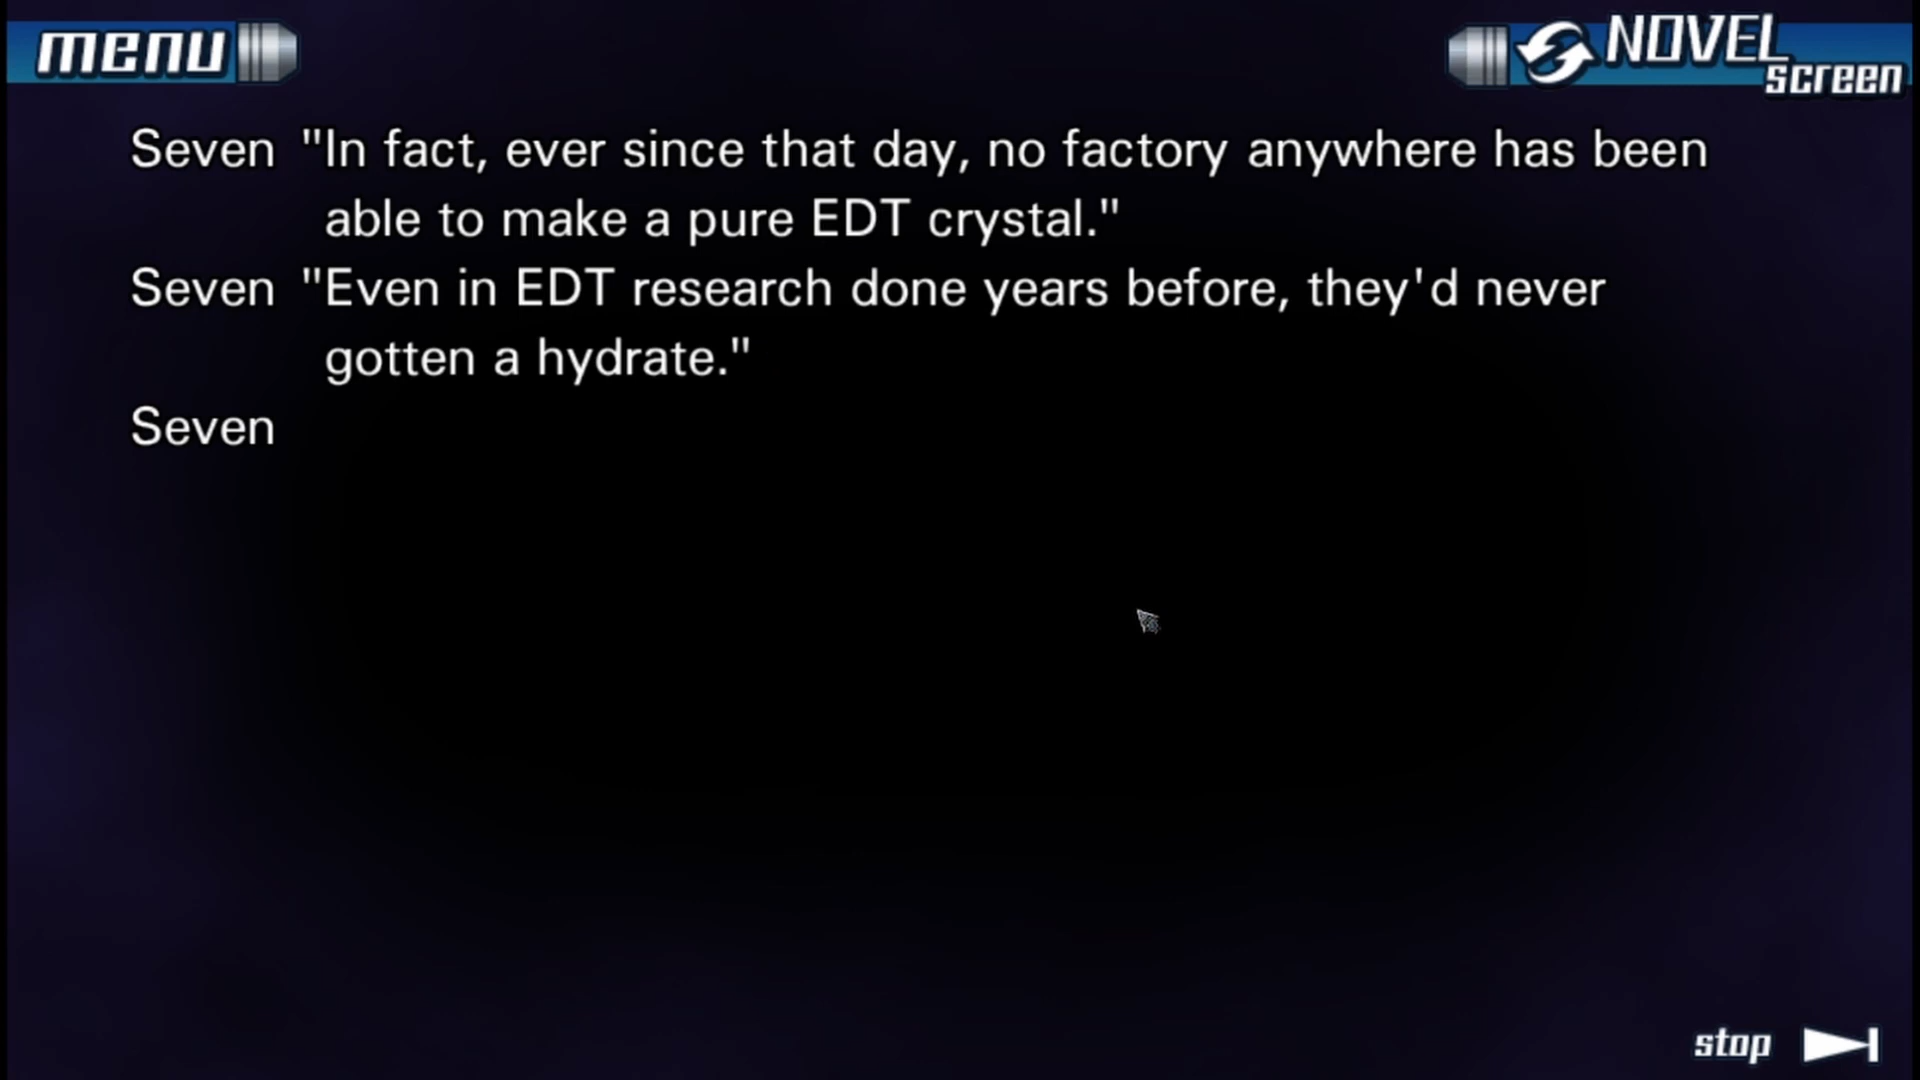 menu
NOVEL
screen
Seven "In fact, ever since that day, no factory anywhere has been
able to make a pure EDT crystal."
Seven "Even in EDT research done years before, they'd never
gotten a hydrate."
Seven
stop